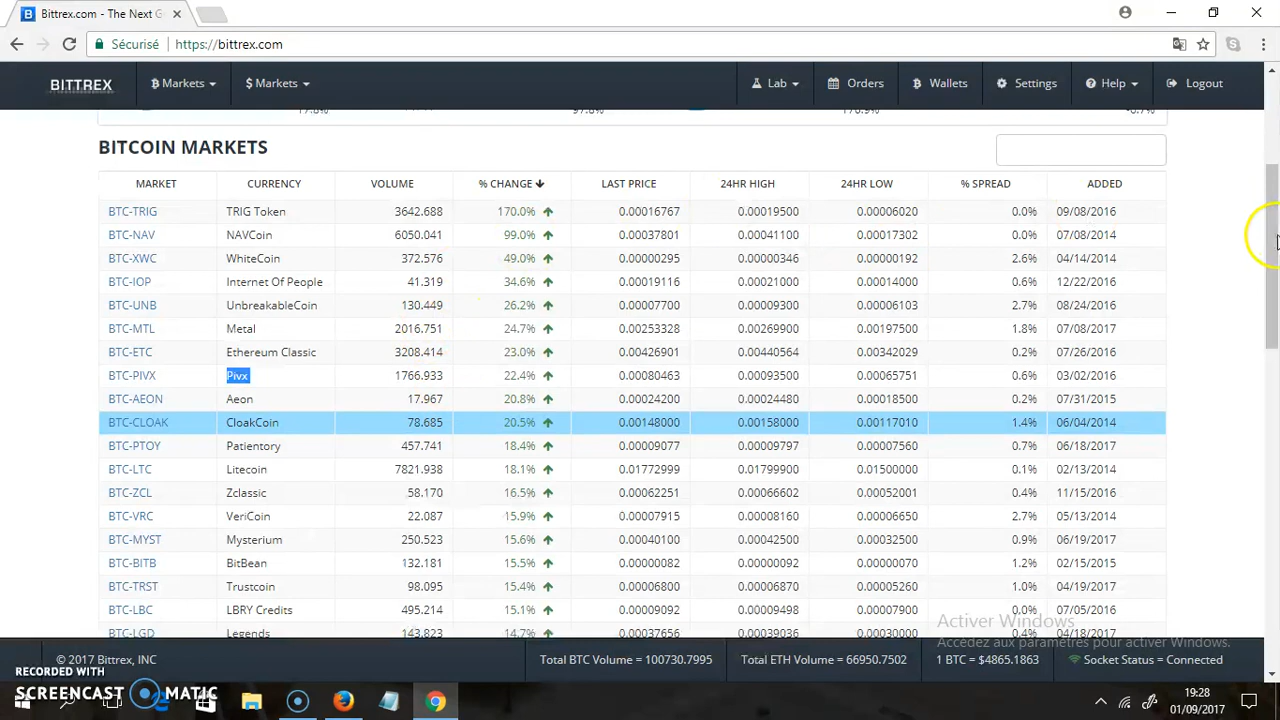 Bittrex.com - The Next G
Sécurisé https://bittrex.com
BITTREX Markets $ Markets Lab Orders Wallets Settings Help Logout
BITCOIN MARKETS
MARKET CURRENCY VOLUME % CHANGE LAST PRICE 24HR HIGH 24HR LOW % SPREAD ADDED
BTC-TRIG TRIG Token 3642.688 170.0% 0.00016767 0.00019500 0.00006020 0.0% 09/08/2016
BTC-NAV NAVCoin 6050.041 99.0% 0.00037801 0.00041100 0.00017302 0.0% 07/08/2014
BTC-XWC WhiteCoin 372.576 49.0% 0.00000295 0.00000346 0.00000192 2.6% 04/14/2014
BTC-IOP Internet Of People 41.319 34.6% 0.00019116 0.00021000 0.00014000 0.6% 12/22/2016
BTC-UNB UnbreakableCoin 130.449 26.2% 0.00007700 0.00009300 0.00006103 2.7% 08/24/2016
BTC-MTL Metal 2016.751 24.7% 0.00253328 0.00269900 0.00197500 1.8% 07/08/2017
BTC-ETC Ethereum Classic 3208.414 23.0% 0.00426901 0.00440564 0.00342029 0.2% 07/26/2016
BTC-PIVX Pivx 1766.933 22.4% 0.00080463 0.00093500 0.00065751 0.6% 03/02/2016
BTC-AEON Aeon 17.967 20.8% 0.00024200 0.00024480 0.00018500 0.2% 07/31/2015
BTC-CLOAK CloakCoin 78.685 20.5% 0.00148000 0.00158000 0.00117010 1.4% 06/04/2014
BTC-PTOY Patientory 457.741 18.4% 0.00009077 0.00009797 0.00007560 0.7% 06/18/2017
BTC-LTC Litecoin 7821.938 18.1% 0.01772999 0.01799900 0.01500000 0.1% 02/13/2014
BTC-ZCL Zclassic 58.170 16.5% 0.00062251 0.00066602 0.00052001 0.4% 11/15/2016
BTC-VRC VeriCoin 22.087 15.9% 0.00007915 0.00008160 0.00006650 2.7% 05/13/2014
BTC-MYST Mysterium 250.523 15.6% 0.00040100 0.00042500 0.00032500 0.9% 06/19/2017
BTC-BITB BitBean 132.181 15.5% 0.00000082 0.00000092 0.00000070 1.2% 02/15/2015
BTC-TRST Trustcoin 98.095 15.4% 0.00006800 0.00006870 0.00005260 1.0% 04/19/2017
BTC-LBC LBRY Credits 495.214 15.1% 0.00009092 0.00009498 0.00007900 0.0% 07/05/2016
BTC-LGD Legends 143.823 14.7% 0.00037656 0.00039036 0.00030000 0.4% 04/18/2017
Activer Windows
Accédez aux paramètres pour activer Windows.
© 2017 Bittrex, INC Total BTC Volume = 100730.7995 Total ETH Volume = 66950.7502 1 BTC = $4865.1863 Socket Status = Connected
RECORDED WITH
SCREENCAST MATIC
19:28
01/09/2017